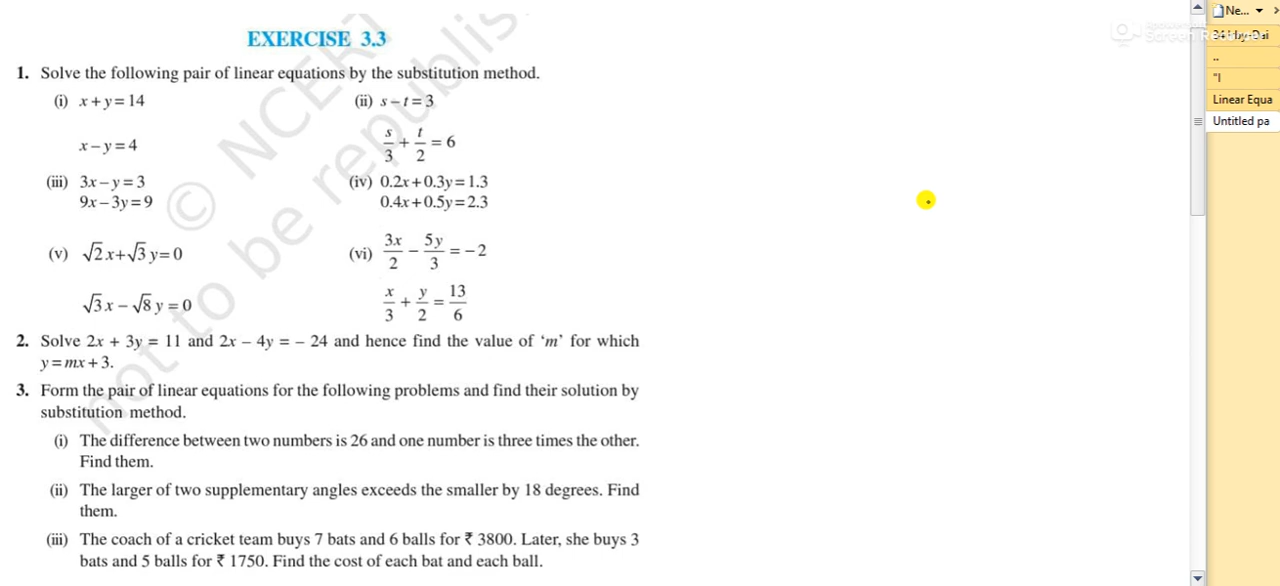 EXERCISE 3.3
1. Solve the following pair of linear equations by the substitution method.
(i) x + y = 14
(ii) s – t = 3
x – y = 4
s/3 + t/2 = 6
(iii) 3x – y = 3
(iv) 0.2x + 0.3y = 1.3
9x – 3y = 9
0.4x + 0.5y = 2.3
(v) √2 x + √3 y = 0
(vi) 3x/2 – 5y/3 = – 2
√3 x – √8 y = 0
x/3 + y/2 = 13/6
2. Solve 2x + 3y = 11 and 2x – 4y = – 24 and hence find the value of ‘m’ for which
y = mx + 3.
3. Form the pair of linear equations for the following problems and find their solution by
substitution method.
(i) The difference between two numbers is 26 and one number is three times the other.
Find them.
(ii) The larger of two supplementary angles exceeds the smaller by 18 degrees. Find
them.
(iii) The coach of a cricket team buys 7 bats and 6 balls for ₹ 3800. Later, she buys 3
bats and 5 balls for ₹ 1750. Find the cost of each bat and each ball.
© NCERT
not to be republis
Ne...
..
"I
Linear Equa
Untitled pa